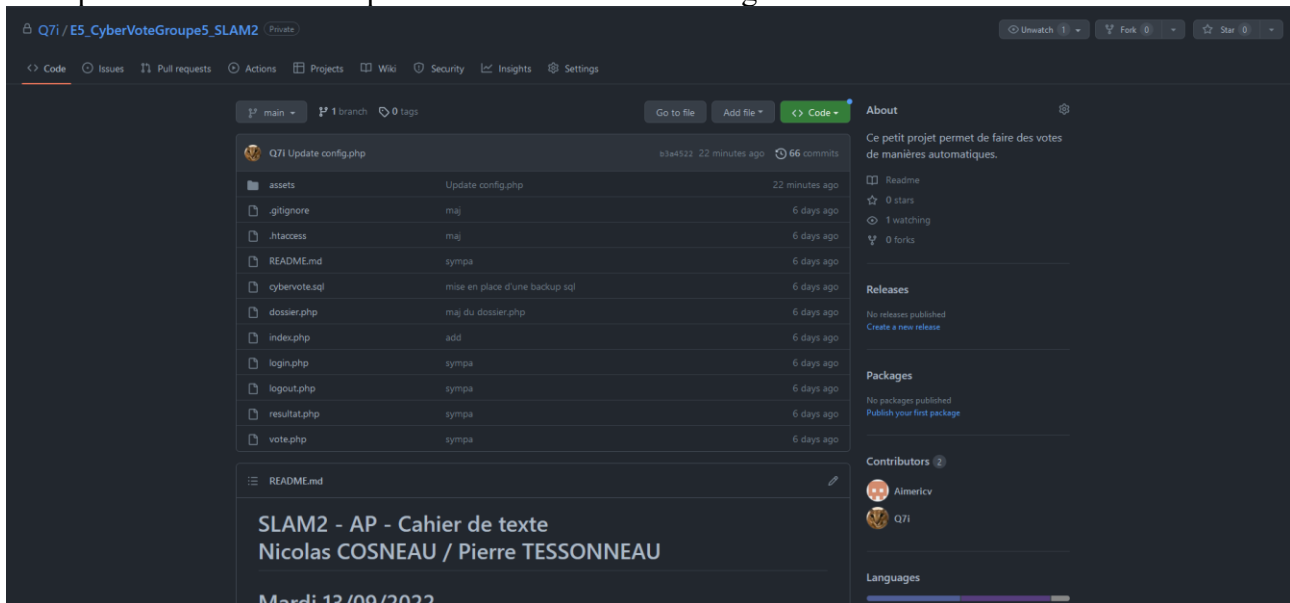 Q7i / E5_CyberVoteGroupe5_SLAM2 Private
Unwatch 1 Fork 0 Star 0
Code Issues Pull requests Actions Projects Wiki Security Insights Settings
main 1 branch 0 tags Go to file Add file Code
Q7i Update config.php b3a4522 22 minutes ago 66 commits
assets Update config.php 22 minutes ago
.gitignore maj 6 days ago
.htaccess maj 6 days ago
README.md sympa 6 days ago
cybervote.sql mise en place d'une backup sql 6 days ago
dossier.php maj du dossier.php 6 days ago
index.php add 6 days ago
login.php sympa 6 days ago
logout.php sympa 6 days ago
resultat.php sympa 6 days ago
vote.php sympa 6 days ago
README.md
SLAM2 - AP - Cahier de texte
Nicolas COSNEAU / Pierre TESSONNEAU
Mardi 13/09/2022
About
Ce petit projet permet de faire des votes
de manières automatiques.
Readme
0 stars
1 watching
0 forks
Releases
No releases published
Create a new release
Packages
No packages published
Publish your first package
Contributors 2
Aimericv
Q7i
Languages